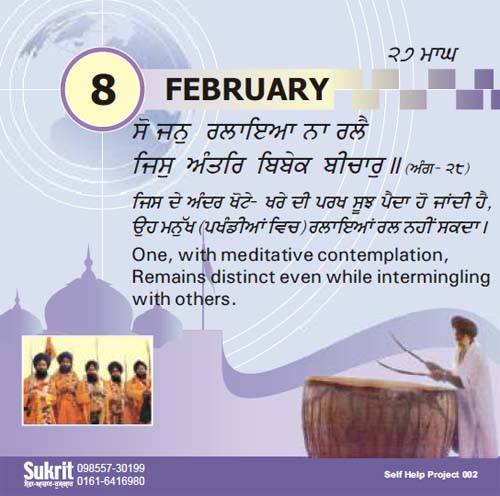 ੨੭ ਮਾਘ
8 FEBRUARY
ਸੋ ਜਨੁ ਰਲਾਇਆ ਨਾ ਰਲੈ
ਜਿਸੁ ਅੰਤਰਿ ਬਿਬੇਕ ਬੀਚਾਰੁ॥ (ਅੰਗ- ੨੮)
ਜਿਸ ਦੇ ਅੰਦਰ ਖੋਟੇ- ਖਰੇ ਦੀ ਪਰਖ ਸੂਝ ਪੈਦਾ ਹੋ ਜਾਂਦੀ ਹੈ,
ਉਹ ਮਨੁੱਖ (ਪਖੰਡੀਆਂ ਵਿਚ) ਰਲਾਇਆਂ ਰਲ ਨਹੀਂ ਸਕਦਾ।
One, with meditative contemplation,
Remains distinct even while intermingling
with others.
Sukrit 098557-30199
0161-6416980
Self Help Project 002